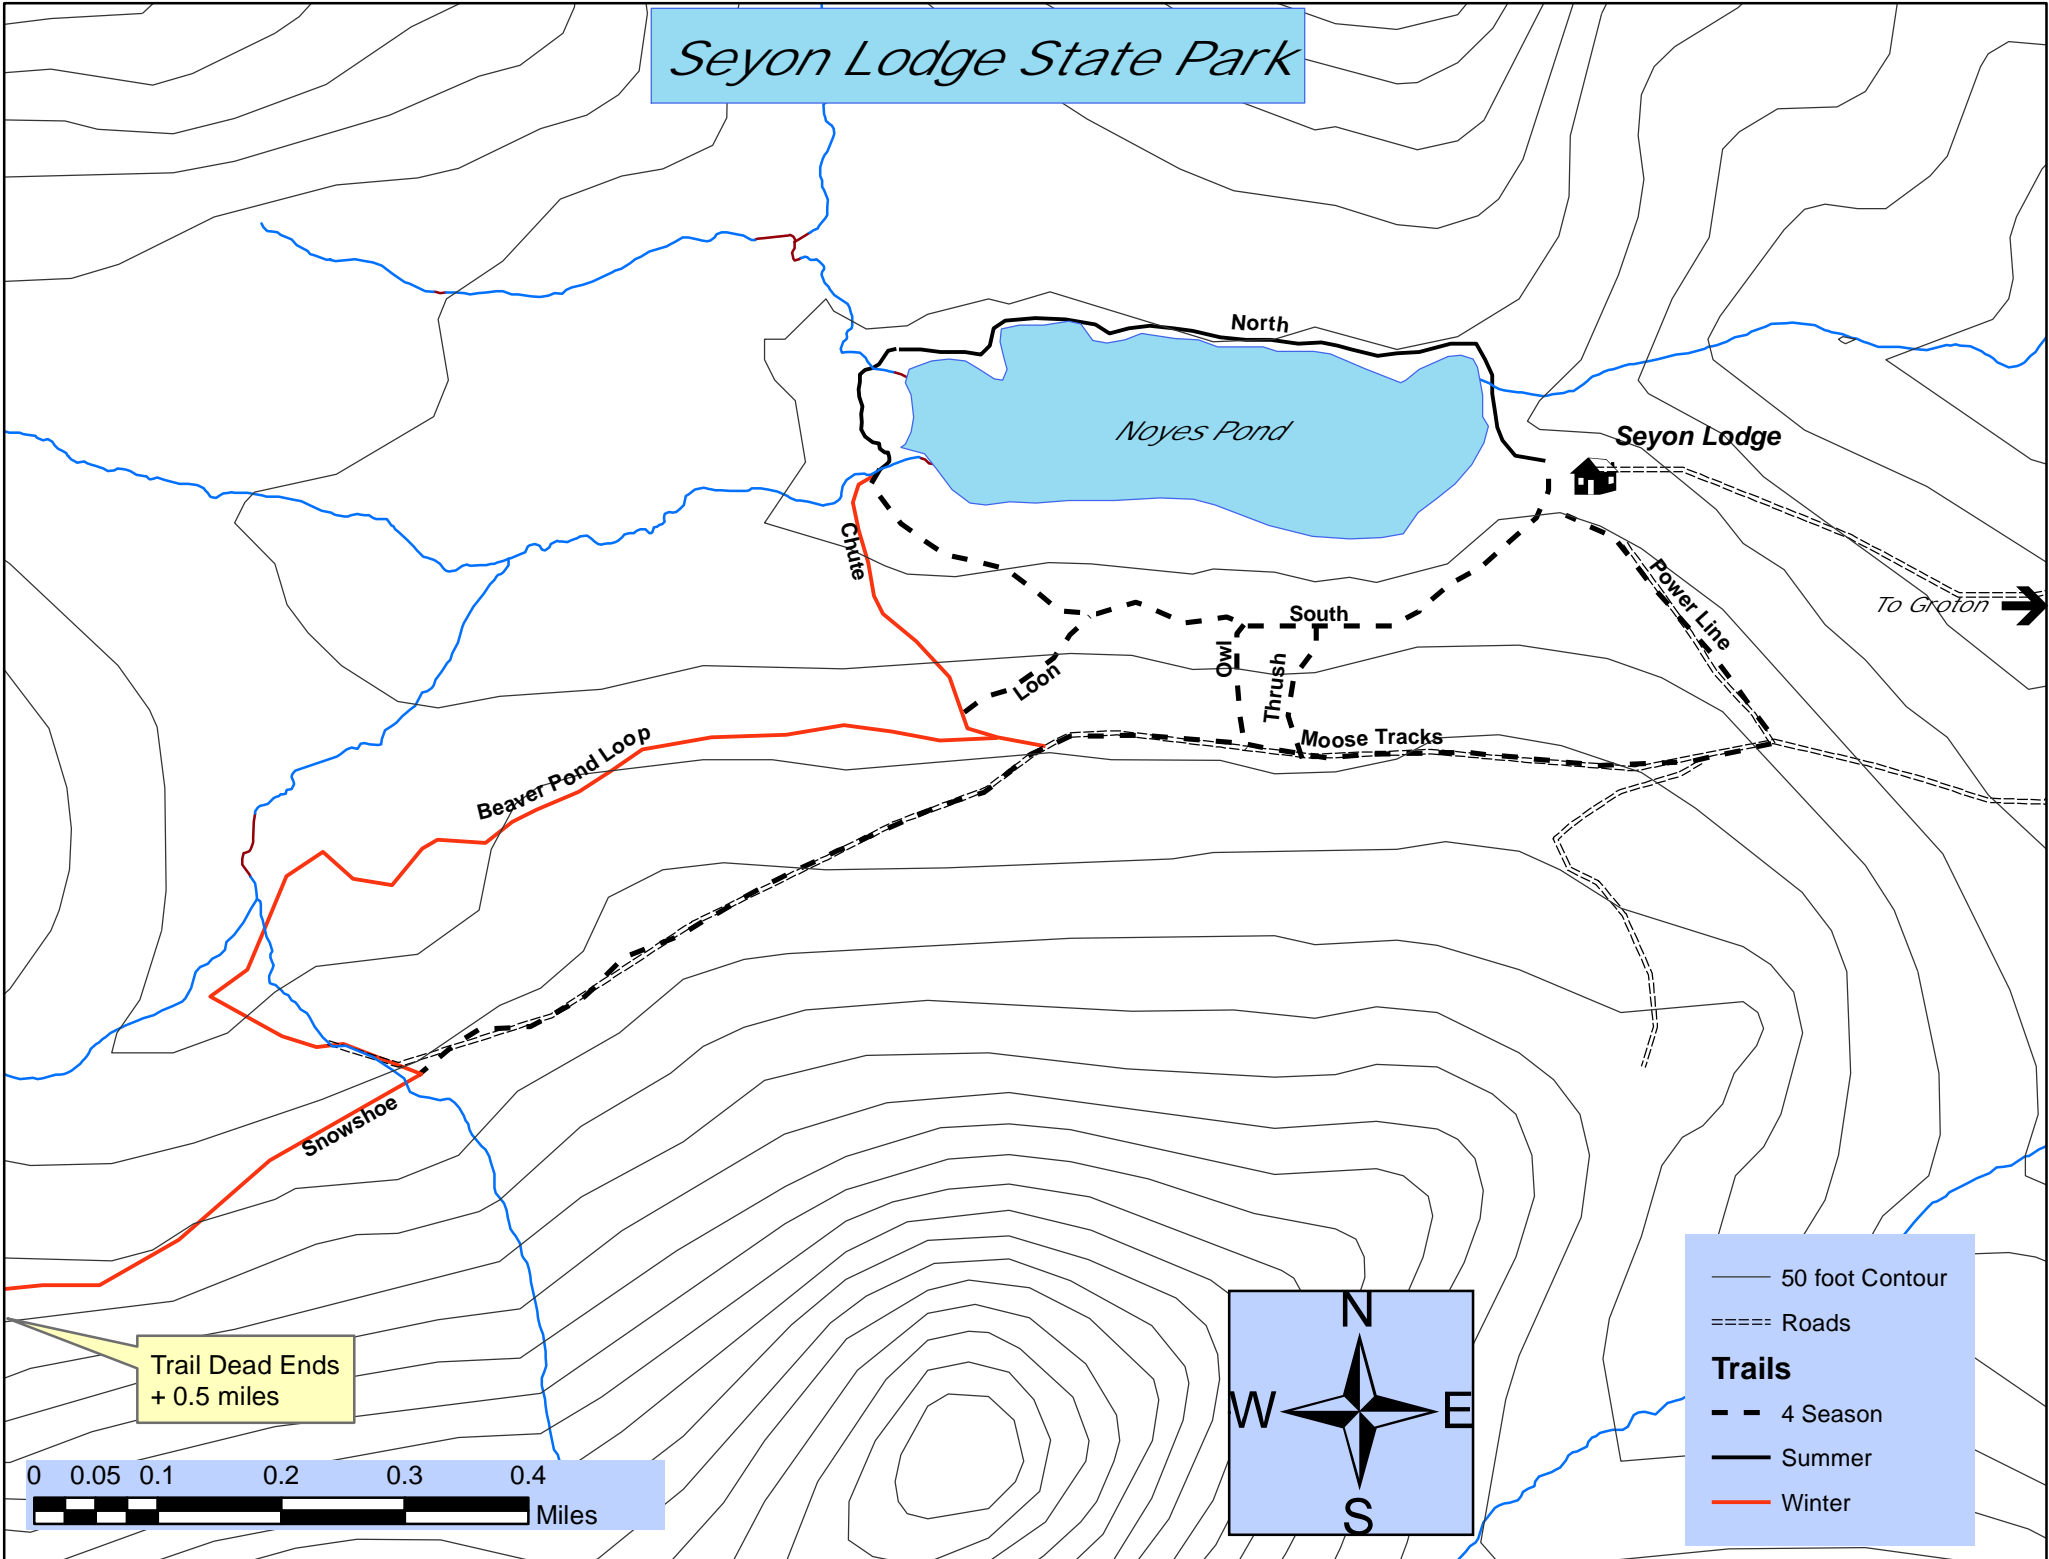 Seyon Lodge State Park
North
Noyes Pond
Seyon Lodge
Chute
Power Line
To Groton
South
Owl
Thrush
Loon
Moose Tracks
Beaver Pond Loop
Snowshoe
Trail Dead Ends
+ 0.5 miles
0 0.05 0.1 0.2 0.3 0.4
Miles
N
W E
S
50 foot Contour
Roads
Trails
4 Season
Summer
Winter